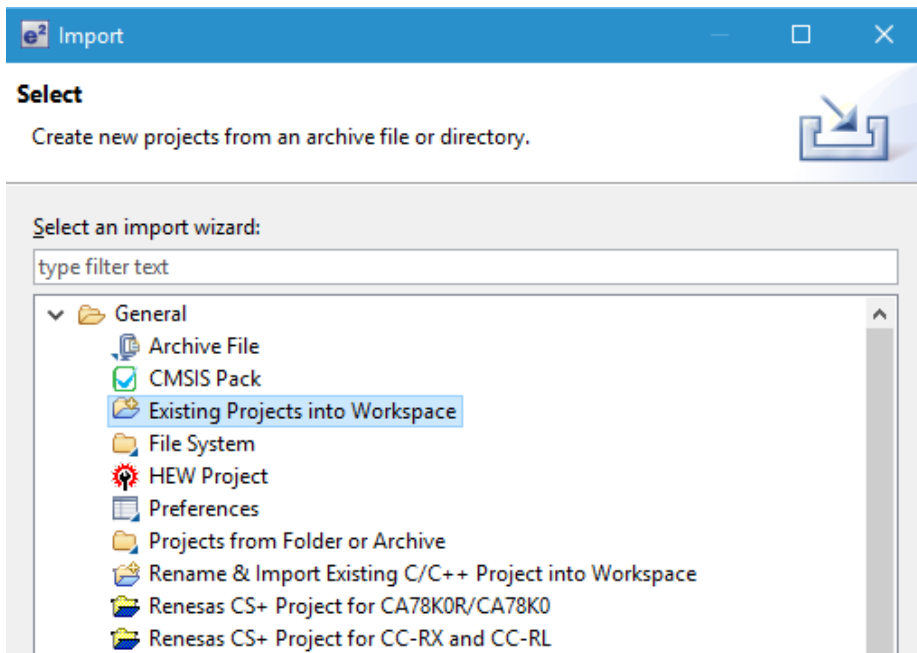 e² Import
Select
Create new projects from an archive file or directory.
Select an import wizard:
type filter text
General
Archive File
CMSIS Pack
Existing Projects into Workspace
File System
HEW Project
Preferences
Projects from Folder or Archive
Rename & Import Existing C/C++ Project into Workspace
Renesas CS+ Project for CA78K0R/CA78K0
Renesas CS+ Project for CC-RX and CC-RL